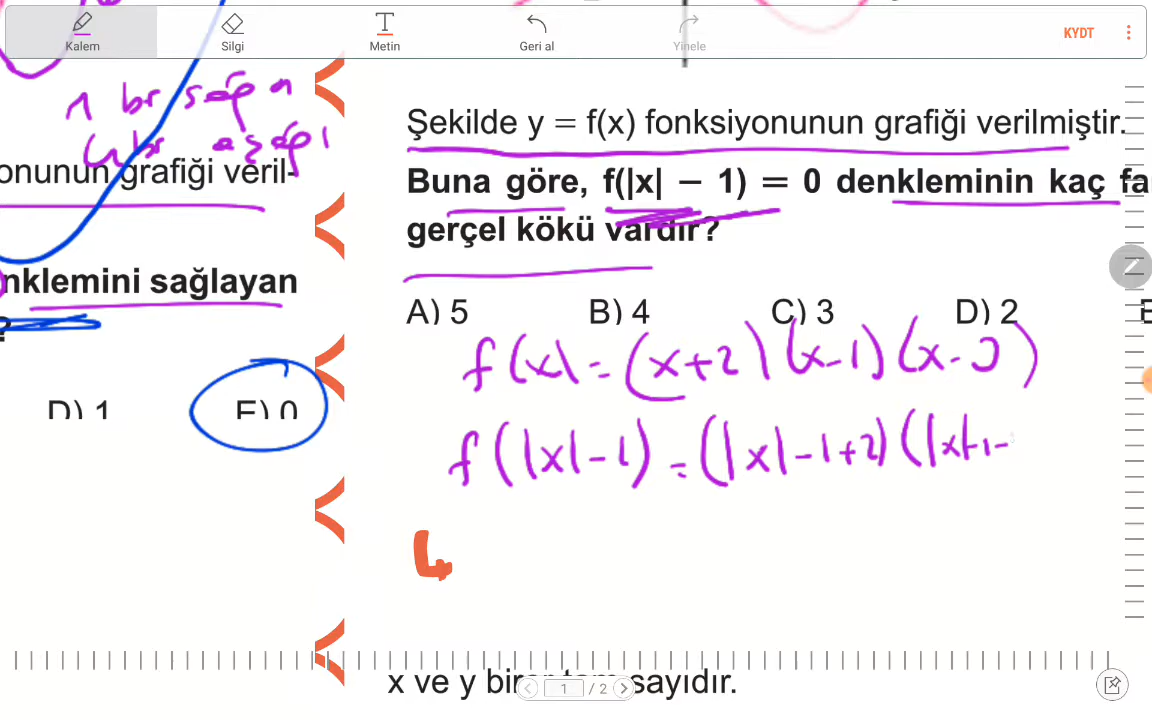 Kalem
Silgi
Metin
Geri al
Yinele
KYDT
1 br sağa
4 br aşağı
onunun grafiği veril-
nklemini sağlayan
?
D) 1
E) 0
Şekilde y = f(x) fonksiyonunun grafiği verilmiştir.
Buna göre, f(|x| − 1) = 0 denkleminin kaç fa
gerçel kökü vardır?
A) 5 B) 4 C) 3 D) 2 E
f(x) = (x+2)(x-1)(x-3)
f(|x|-1) = (|x|-1+2)(|x|-1-
x ve y birer tam sayıdır.
1 / 2